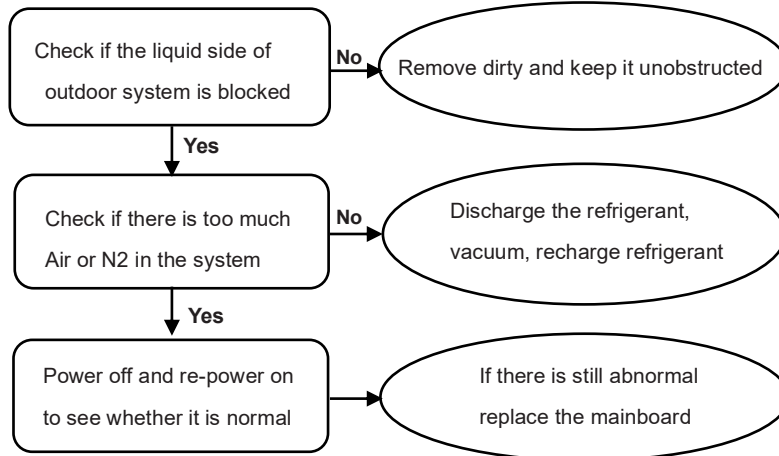 Check if the liquid side of
outdoor system is blocked
No
Remove dirty and keep it unobstructed
Yes
Check if there is too much
Air or N2 in the system
No
Discharge the refrigerant,
vacuum, recharge refrigerant
Yes
Power off and re-power on
to see whether it is normal
If there is still abnormal
replace the mainboard